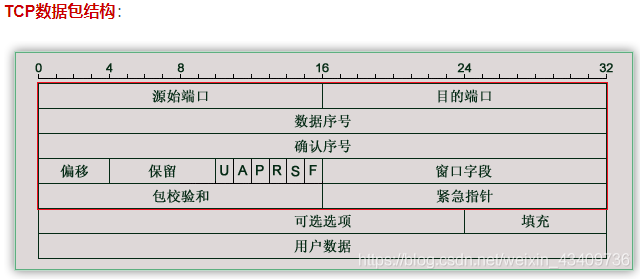 TCP数据包结构：
0 4 8 16 24 32
源始端口 目的端口
数据序号
确认序号
偏移 保留 U A P R S F 窗口字段
包校验和 紧急指针
可选选项 填充
用户数据
https://blog.csdn.net/weixin_43409786